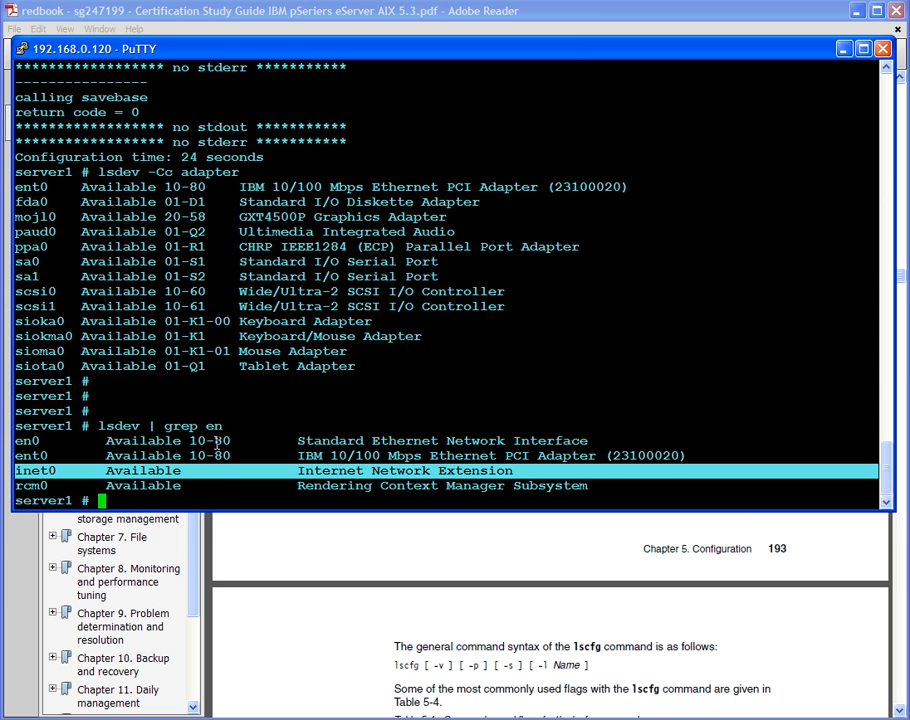 redbook - sg247199 - Certification Study Guide IBM pSeriers eServer AIX 5.3.pdf - Adobe Reader
File Edit View Window Help
192.168.0.120 - PuTTY
****************** no stderr ***********
----------------
calling savebase
return code = 0
****************** no stdout ***********
****************** no stderr ***********
Configuration time: 24 seconds
server1 # lsdev -Cc adapter
ent0 Available 10-80 IBM 10/100 Mbps Ethernet PCI Adapter (23100020)
fda0 Available 01-D1 Standard I/O Diskette Adapter
mojl0 Available 20-58 GXT4500P Graphics Adapter
paud0 Available 01-Q2 Ultimedia Integrated Audio
ppa0 Available 01-R1 CHRP IEEE1284 (ECP) Parallel Port Adapter
sa0 Available 01-S1 Standard I/O Serial Port
sa1 Available 01-S2 Standard I/O Serial Port
scsi0 Available 10-60 Wide/Ultra-2 SCSI I/O Controller
scsi1 Available 10-61 Wide/Ultra-2 SCSI I/O Controller
sioka0 Available 01-K1-00 Keyboard Adapter
siokma0 Available 01-K1 Keyboard/Mouse Adapter
sioma0 Available 01-K1-01 Mouse Adapter
siota0 Available 01-Q1 Tablet Adapter
server1 #
server1 #
server1 #
server1 # lsdev | grep en
en0 Available 10-80 Standard Ethernet Network Interface
ent0 Available 10-80 IBM 10/100 Mbps Ethernet PCI Adapter (23100020)
inet0 Available Internet Network Extension
rcm0 Available Rendering Context Manager Subsystem
server1 #
storage management
Chapter 7. File
systems
Chapter 8. Monitoring
and performance
tuning
Chapter 9. Problem
determination and
resolution
Chapter 10. Backup
and recovery
Chapter 11. Daily
management
Chapter 5. Configuration 193
The general command syntax of the lscfg command is as follows:
lscfg [ -v ] [ -p ] [ -s ] [ -l Name ]
Some of the most commonly used flags with the lscfg command are given in
Table 5-4.